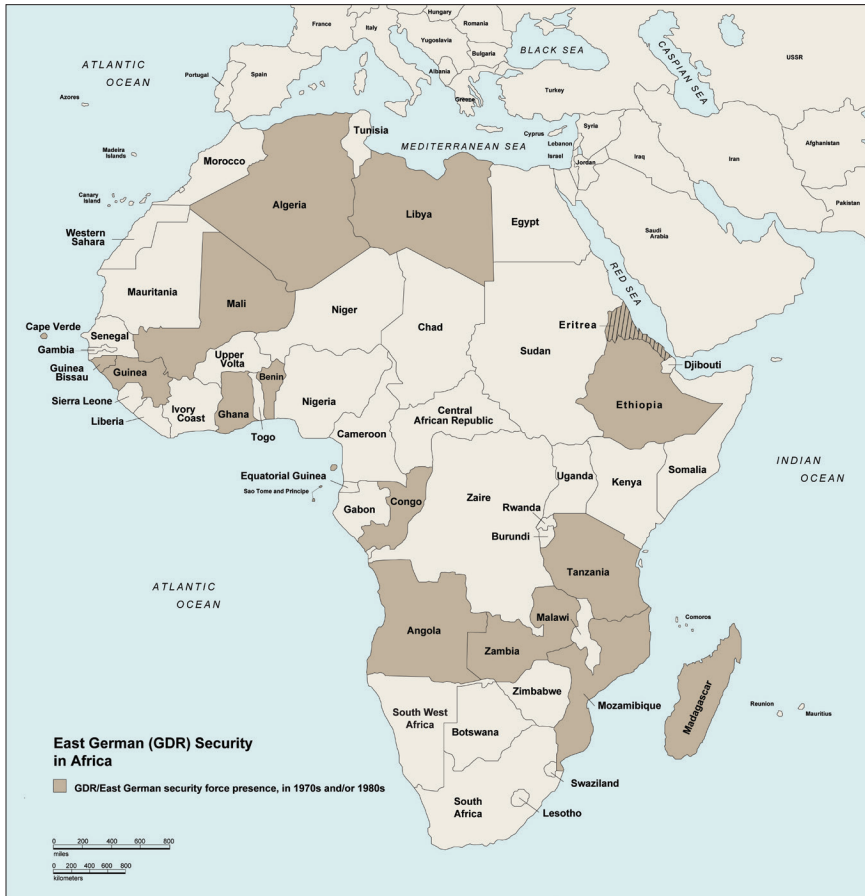 France
Italy
Hungary
Romania
Yugoslavia
Bulgaria
Albania
Greece
Portugal
Spain
Turkey
USSR
BLACK SEA
CASPIAN SEA
ATLANTIC
OCEAN
Azores
Madeira
Islands
Canary
Island
MEDITERRANEAN SEA
Cyprus
Syrie
Lebanon
Israel
Jordan
Iraq
Iran
Afghanistan
Pakistan
Saudi
Arabia
RED SEA
Tunisia
Morocco
Algeria
Libya
Egypt
Western
Sahara
Mauritania
Mali
Niger
Chad
Sudan
Eritrea
Djibouti
Cape Verde
Senegal
Gambia
Guinea
Bissau
Guinea
Sierra Leone
Liberia
Ivory
Coast
Upper
Volta
Ghana
Togo
Benin
Nigeria
Cameroon
Central
African Republic
Ethiopia
Somalia
INDIAN
OCEAN
Equatorial Guinea
Sao Tome and Principe
Gabon
Congo
Zaire
Uganda
Kenya
Rwanda
Burundi
Tanzania
ATLANTIC
OCEAN
Angola
Zambia
Malawi
Comoros
Mozambique
Madagascar
Reunion
Mauritius
Zimbabwe
South West
Africa
Botswana
Swaziland
South
Africa
Lesotho
East German (GDR) Security
in Africa
GDR/East German security force presence, in 1970s and/or 1980s
0 200 400 600 800
miles
0 200 400 600 800
kilometers